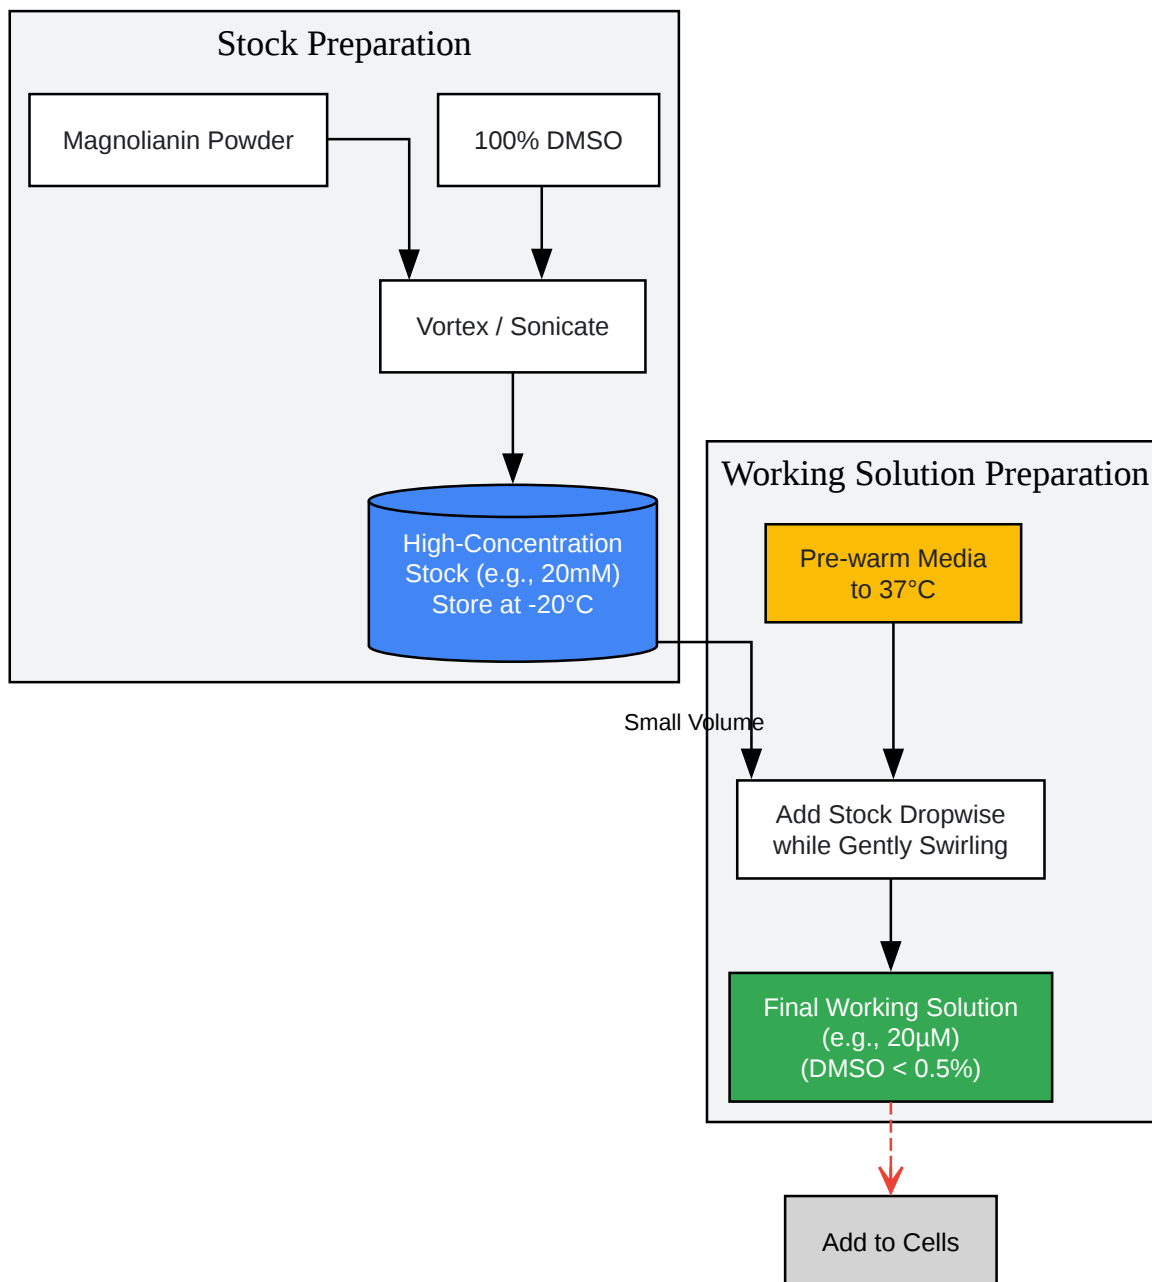 Stock Preparation
Magnolianin Powder
100% DMSO
Vortex / Sonicate
High-Concentration
Stock (e.g., 20mM)
Store at -20°C
Small Volume
Working Solution Preparation
Pre-warm Media
to 37°C
Add Stock Dropwise
while Gently Swirling
Final Working Solution
(e.g., 20µM)
(DMSO < 0.5%)
Add to Cells